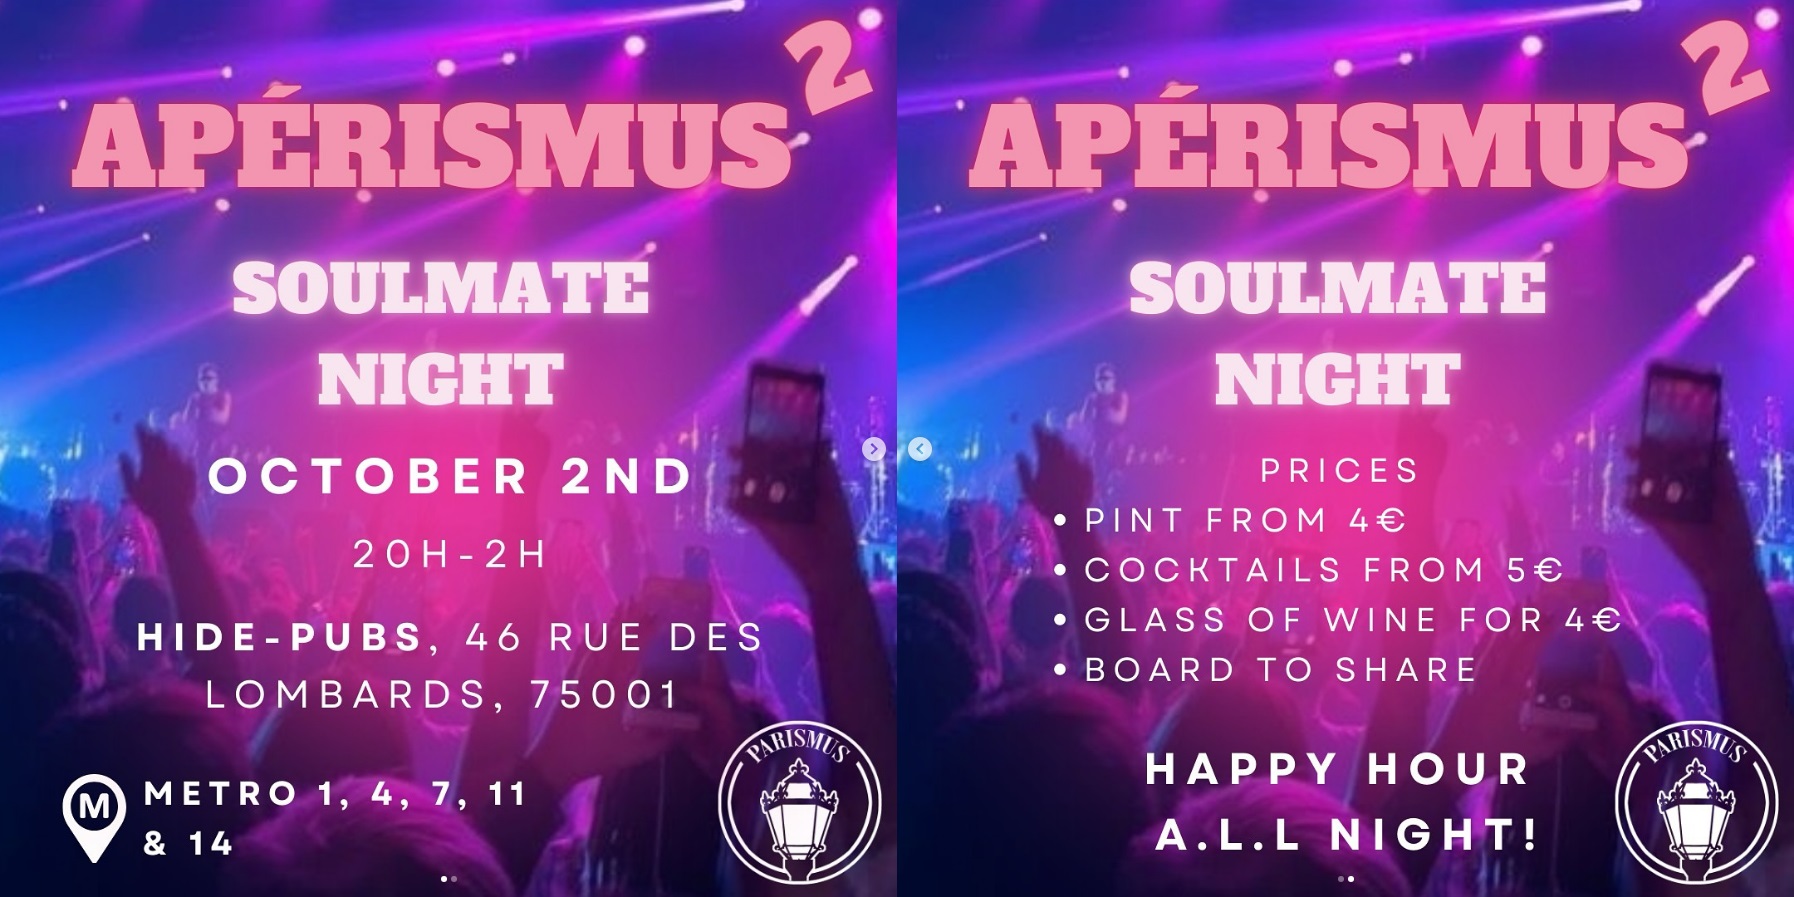 APÉRISMUS 2
SOULMATE
NIGHT
OCTOBER 2ND
20H-2H
HIDE-PUBS, 46 RUE DES
LOMBARDS, 75001
M
METRO 1, 4, 7, 11
& 14
PARISMUS
APÉRISMUS 2
SOULMATE
NIGHT
PRICES
• PINT FROM 4€
• COCKTAILS FROM 5€
• GLASS OF WINE FOR 4€
• BOARD TO SHARE
HAPPY HOUR
A.L.L NIGHT!
PARISMUS